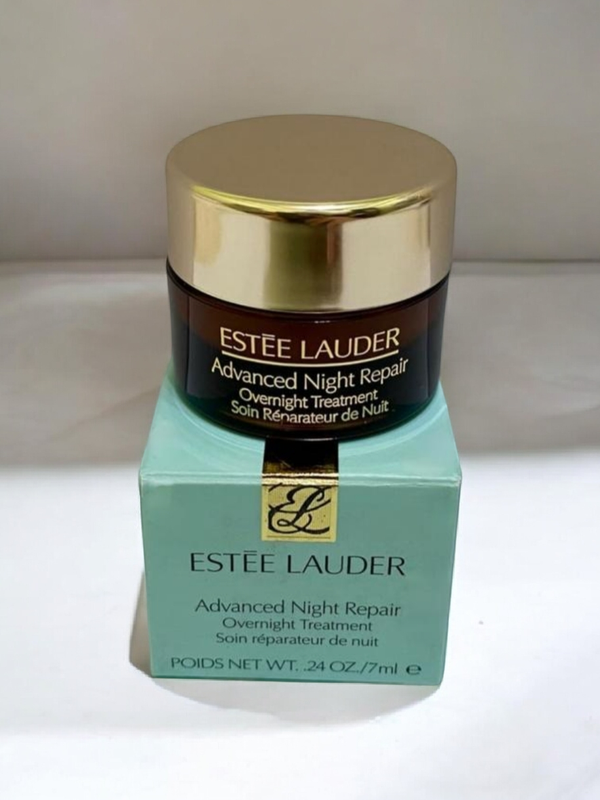 ESTĒE LAUDER
Advanced Night Repair
Overnight Treatment
Soin Réparateur de Nuit
EL
ESTĒE LAUDER
Advanced Night Repair
Overnight Treatment
Soin réparateur de nuit
POIDS NET WT. .24 OZ./7ml ℮